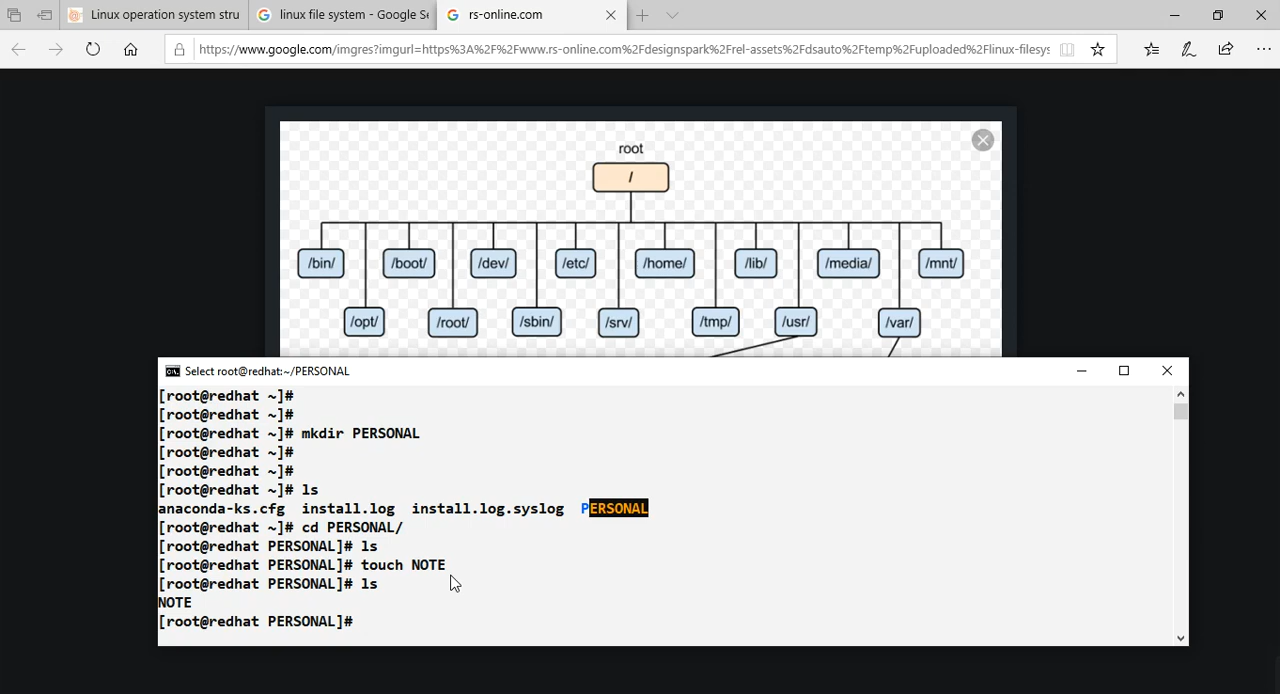 Linux operation system stru
linux file system - Google Se
rs-online.com
https://www.google.com/imgres?imgurl=https%3A%2F%2Fwww.rs-online.com%2Fdesignspark%2Frel-assets%2Fdsauto%2Ftemp%2Fuploaded%2Flinux-filesys
root
/
/bin/ /boot/ /dev/ /etc/ /home/ /lib/ /media/ /mnt/
/opt/ /root/ /sbin/ /srv/ /tmp/ /usr/ /var/
Select root@redhat:~/PERSONAL
[root@redhat ~]#
[root@redhat ~]#
[root@redhat ~]# mkdir PERSONAL
[root@redhat ~]#
[root@redhat ~]#
[root@redhat ~]# ls
anaconda-ks.cfg install.log install.log.syslog PERSONAL
[root@redhat ~]# cd PERSONAL/
[root@redhat PERSONAL]# ls
[root@redhat PERSONAL]# touch NOTE
[root@redhat PERSONAL]# ls
NOTE
[root@redhat PERSONAL]#